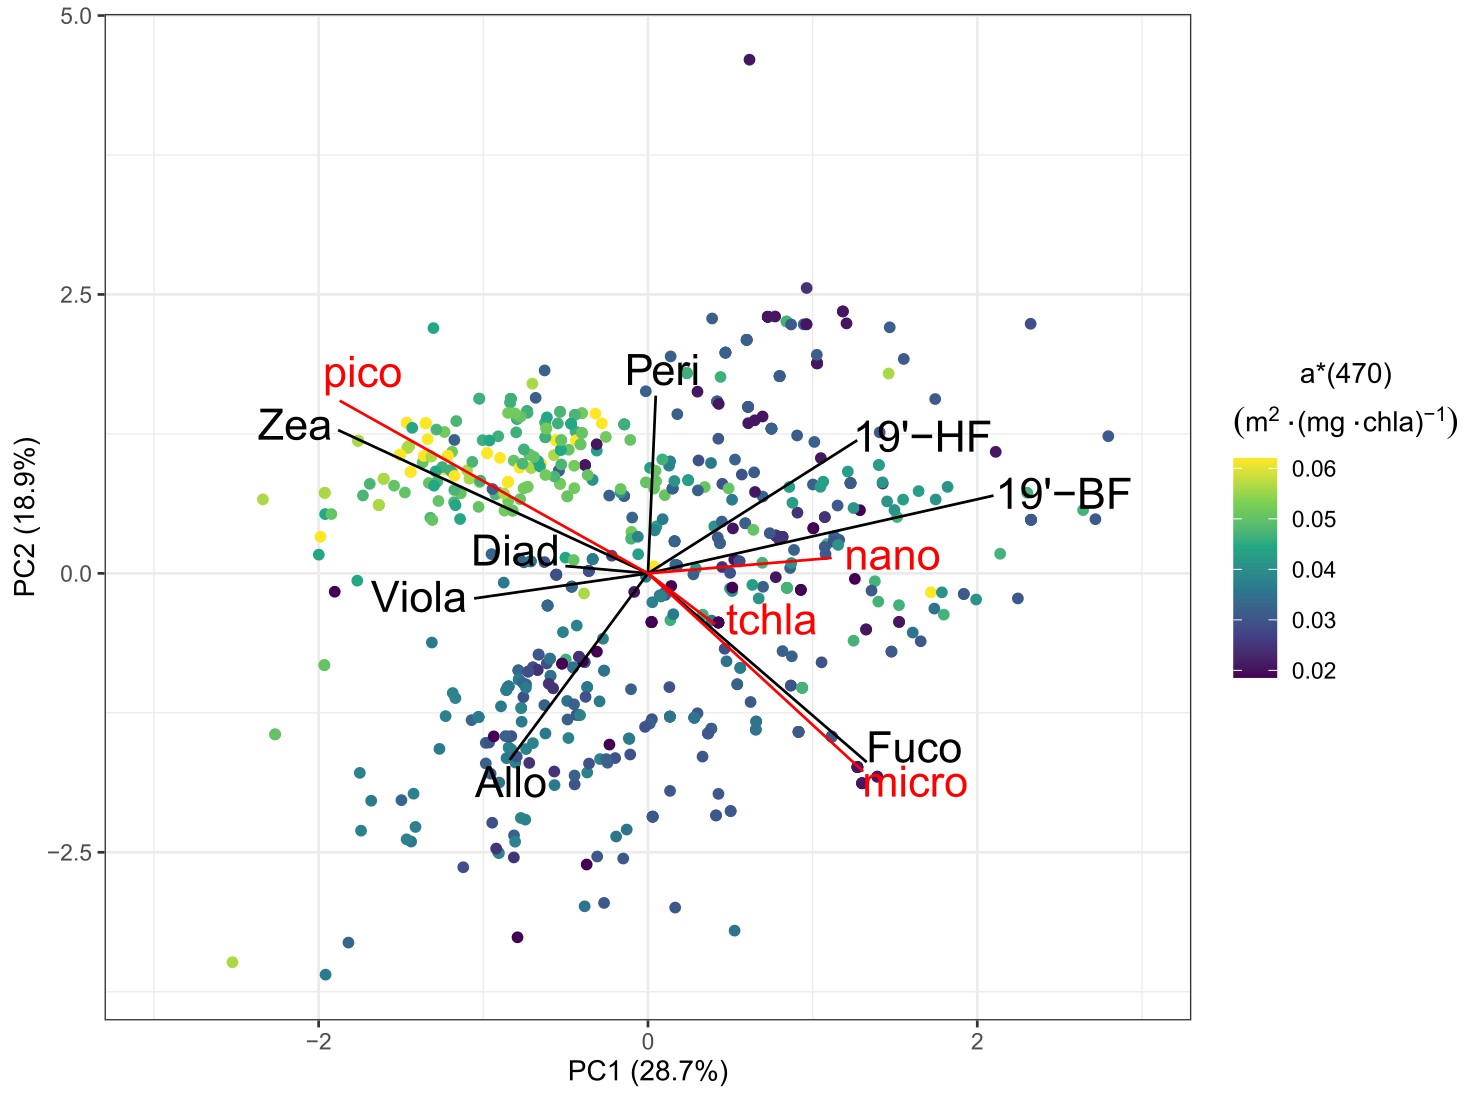 5.0
2.5
0.0
−2.5
PC2 (18.9%)
−2
0
2
PC1 (28.7%)
pico
Zea
Peri
19'−HF
19'−BF
Diad
nano
Viola
tchla
Fuco
Allo
micro
a*(470)
(m² ·(mg ·chla)⁻¹)
0.06
0.05
0.04
0.03
0.02